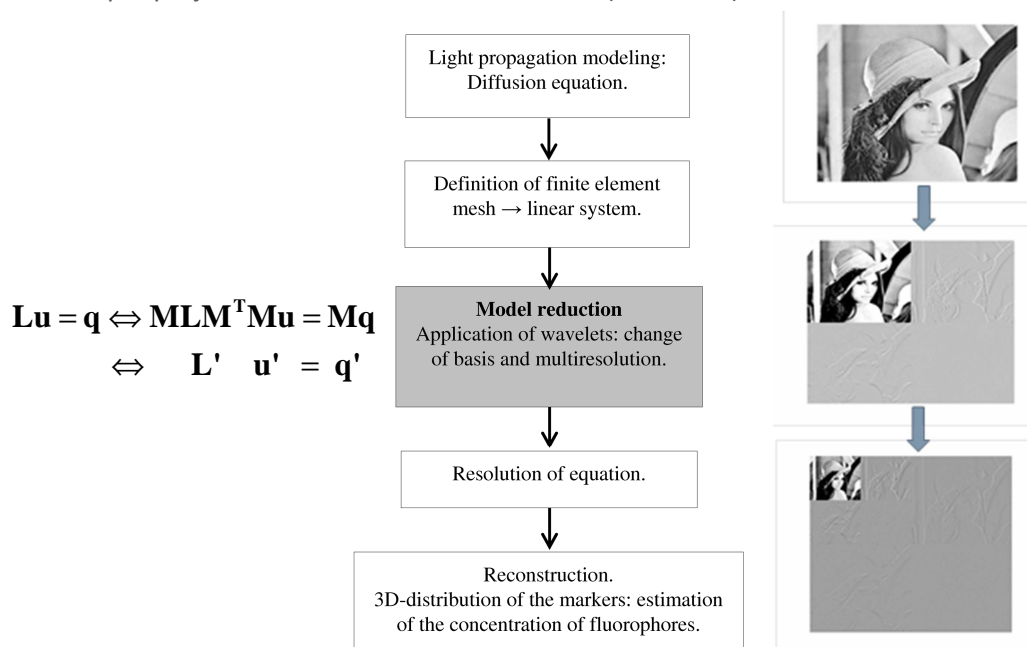 Light propagation modeling:
Diffusion equation.
Definition of finite element
mesh → linear system.
Lu = q ⇔ MLMᵀMu = Mq
⇔ L' u' = q'
Model reduction
Application of wavelets: change
of basis and multiresolution.
Resolution of equation.
Reconstruction.
3D-distribution of the markers: estimation
of the concentration of fluorophores.